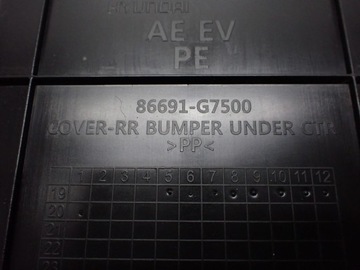 HYUNDAI
AE EV
PE
86691-G7500
COVER-RR BUMPER UNDER CTR
>PP<
1 2 3 4 5 6 7 8 9 10 11 12
19
20
21
22